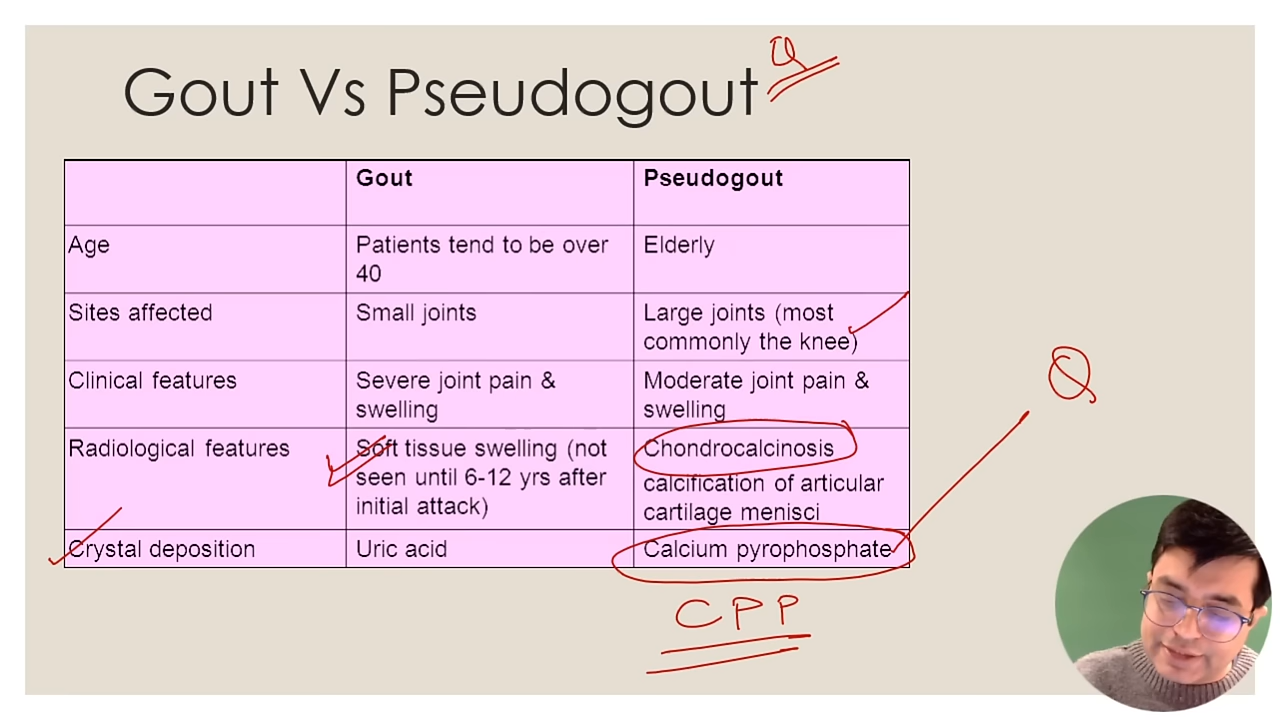 Gout Vs Pseudogout Q
Gout Pseudogout
Age Patients tend to be over Elderly
40
Sites affected Small joints Large joints (most
commonly the knee)
Clinical features Severe joint pain & Moderate joint pain &
swelling swelling
Radiological features Soft tissue swelling (not Chondrocalcinosis
seen until 6-12 yrs after calcification of articular
initial attack) cartilage menisci
Crystal deposition Uric acid Calcium pyrophosphate
CPP
Q